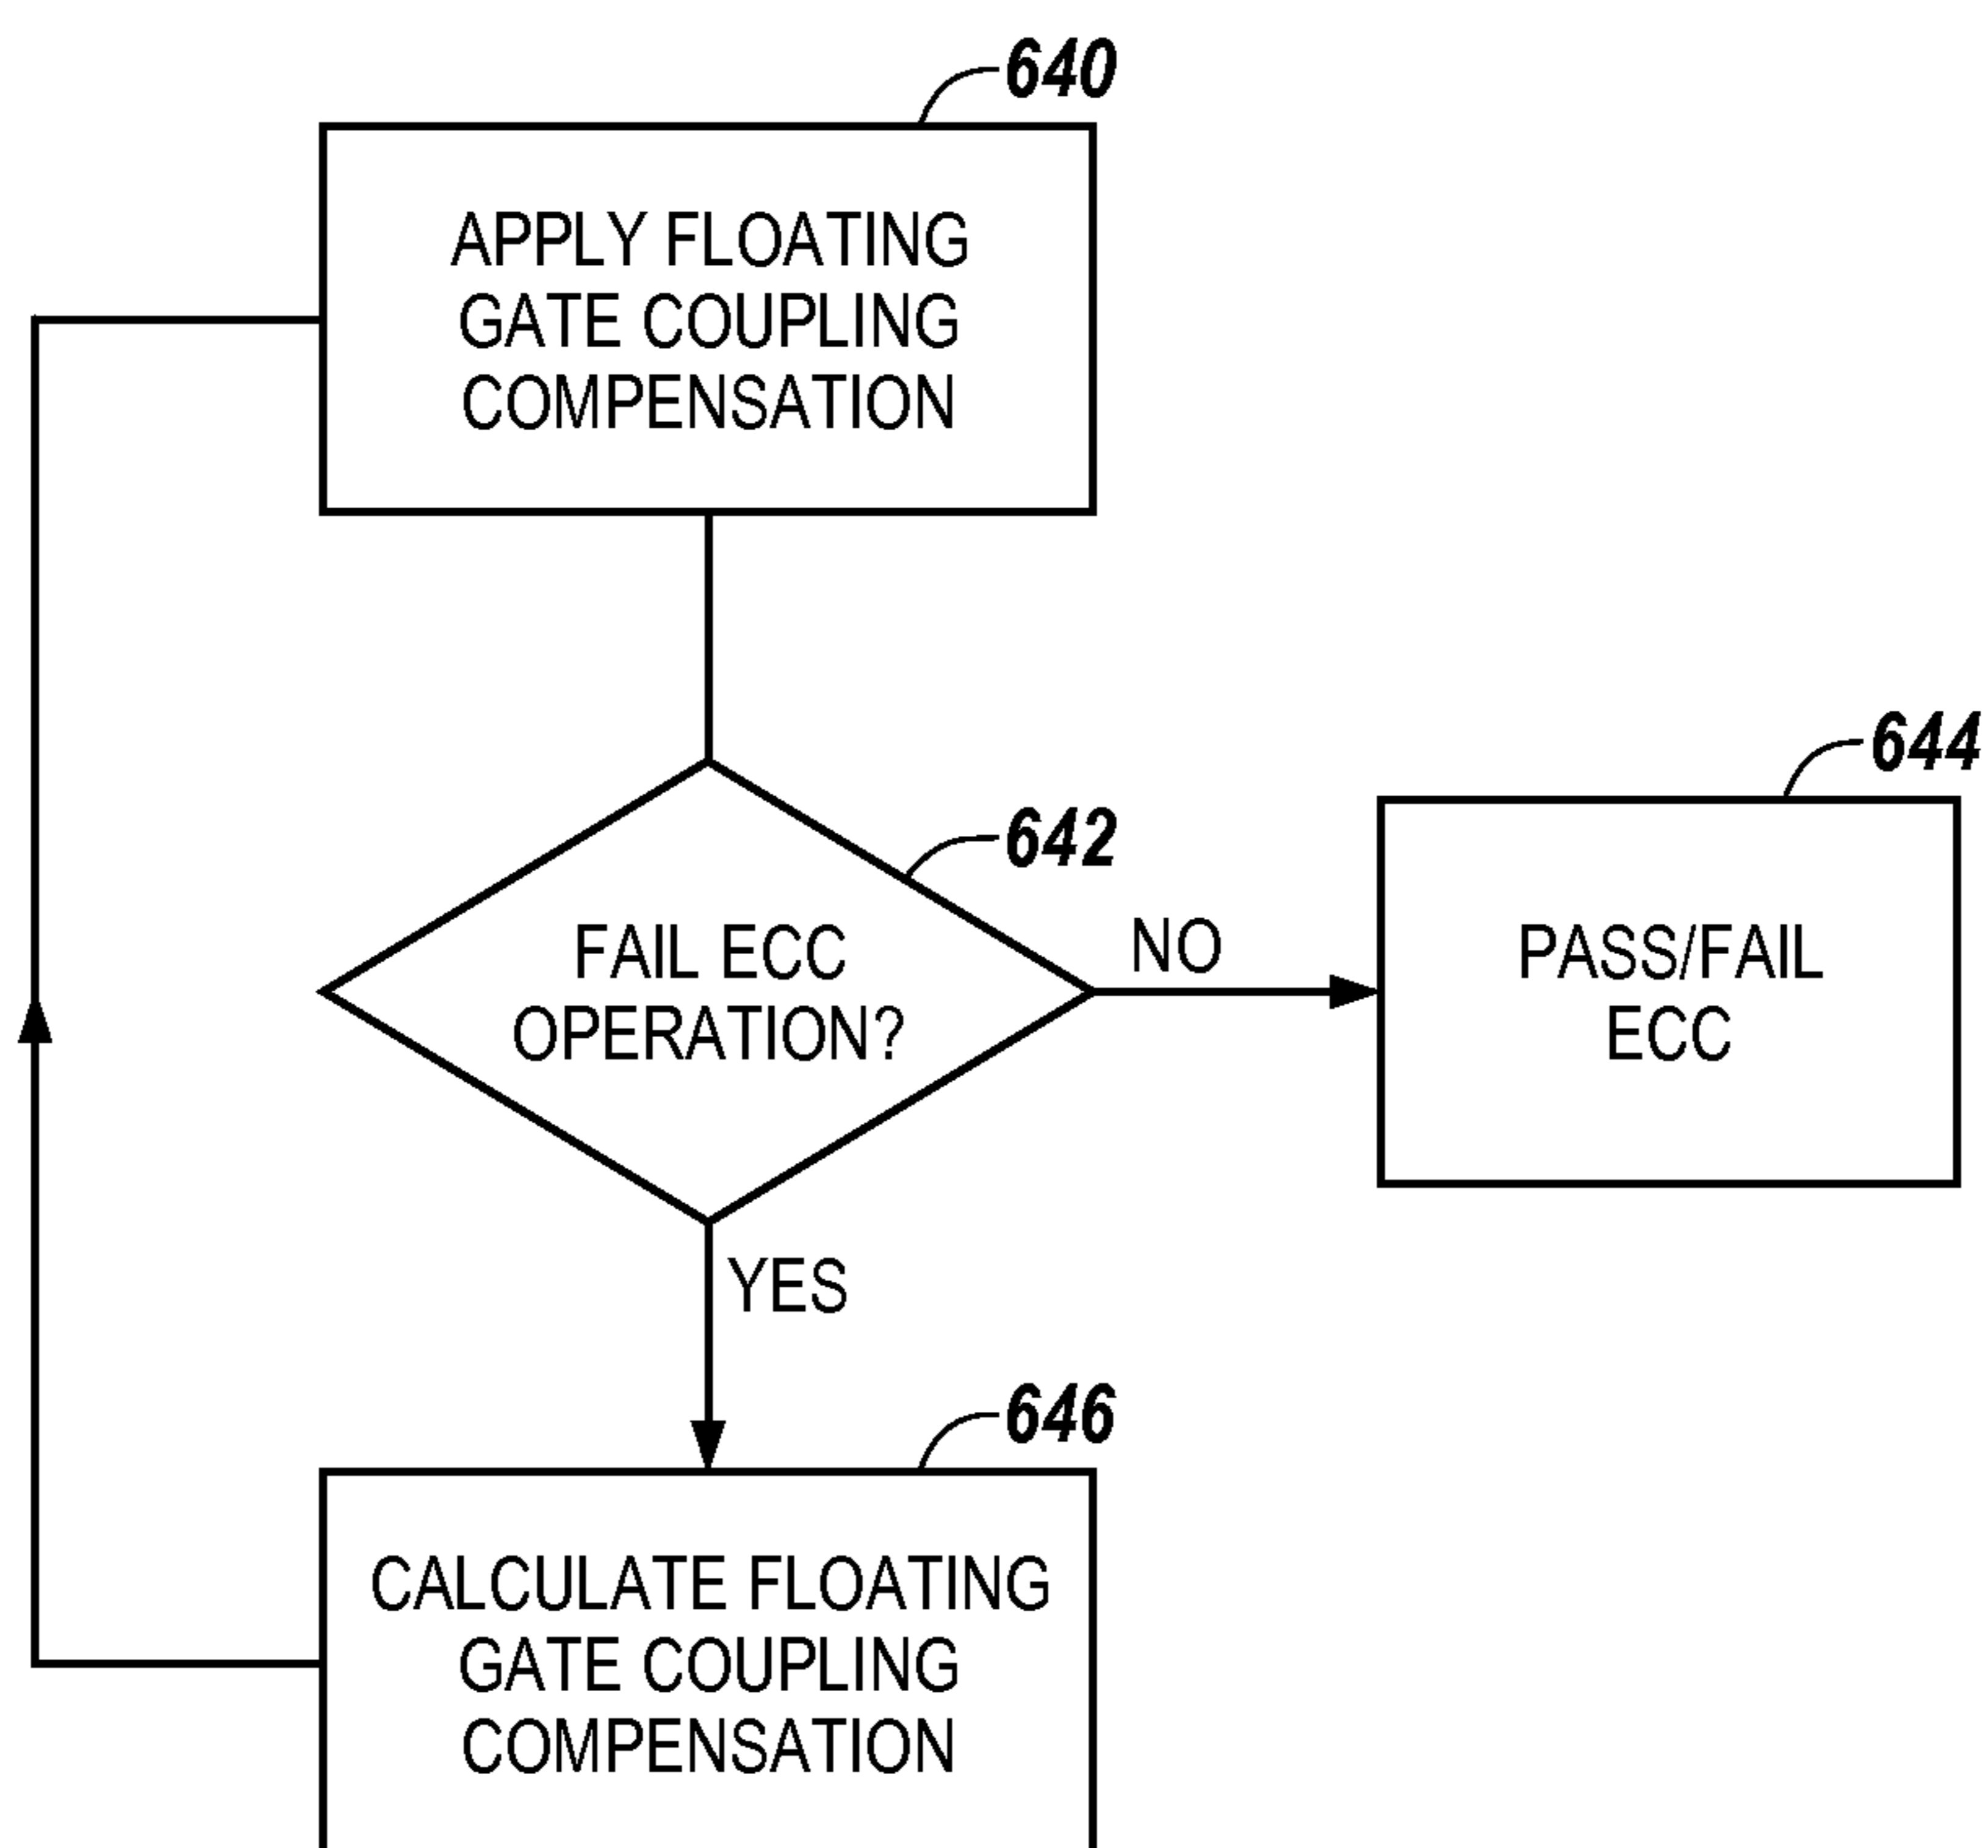 640
APPLY FLOATING
GATE COUPLING
COMPENSATION
642
FAIL ECC
OPERATION?
NO
644
PASS/FAIL
ECC
YES
646
CALCULATE FLOATING
GATE COUPLING
COMPENSATION